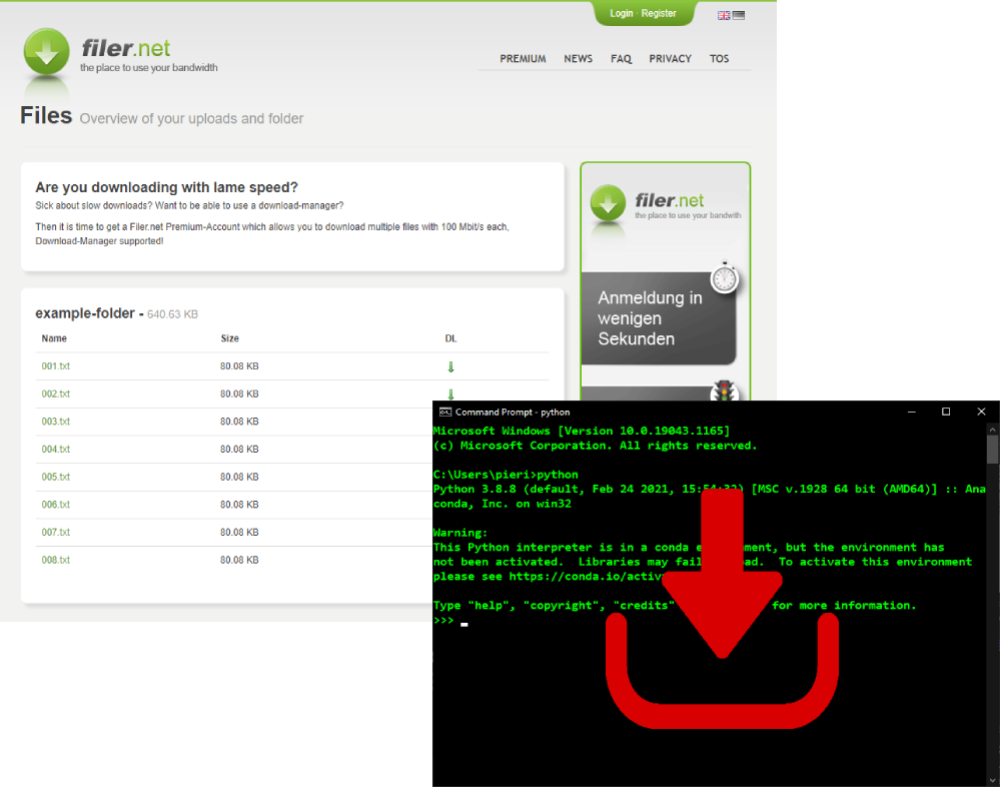 Login · Register
filer.net
the place to use your bandwidth
PREMIUM NEWS FAQ PRIVACY TOS
Files Overview of your uploads and folder
Are you downloading with lame speed?
Sick about slow downloads? Want to be able to use a download-manager?
Then it is time to get a Filer.net Premium-Account which allows you to download multiple files with 100 Mbit/s each,
Download-Manager supported!
filer.net
the place to use your bandwith
Anmeldung in
wenigen
Sekunden
example-folder - 640.63 KB
Name Size DL
001.txt 80.08 KB
002.txt 80.08 KB
003.txt 80.08 KB
004.txt 80.08 KB
005.txt 80.08 KB
006.txt 80.08 KB
007.txt 80.08 KB
008.txt 80.08 KB
Command Prompt - python
Microsoft Windows [Version 10.0.19043.1165]
(c) Microsoft Corporation. All rights reserved.
C:\Users\pieri>python
Python 3.8.8 (default, Feb 24 2021, 15:54:32) [MSC v.1928 64 bit (AMD64)] :: Ana
conda, Inc. on win32
Warning:
This Python interpreter is in a conda environment, but the environment has
not been activated. Libraries may fail load. To activate this environment
please see https://conda.io/activ
Type "help", "copyright", "credits" for more information.
>>>